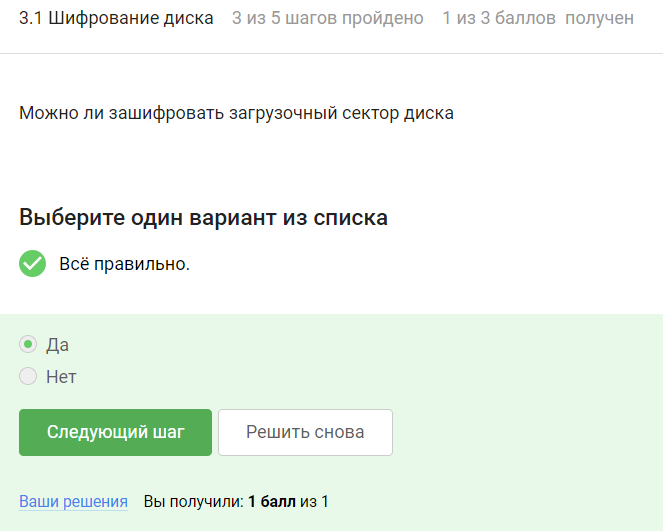 3.1 Шифрование диска 3 из 5 шагов пройдено 1 из 3 баллов получен
Можно ли зашифровать загрузочный сектор диска
Выберите один вариант из списка
Всё правильно.
Да
Нет
Следующий шаг Решить снова
Ваши решения Вы получили: 1 балл из 1